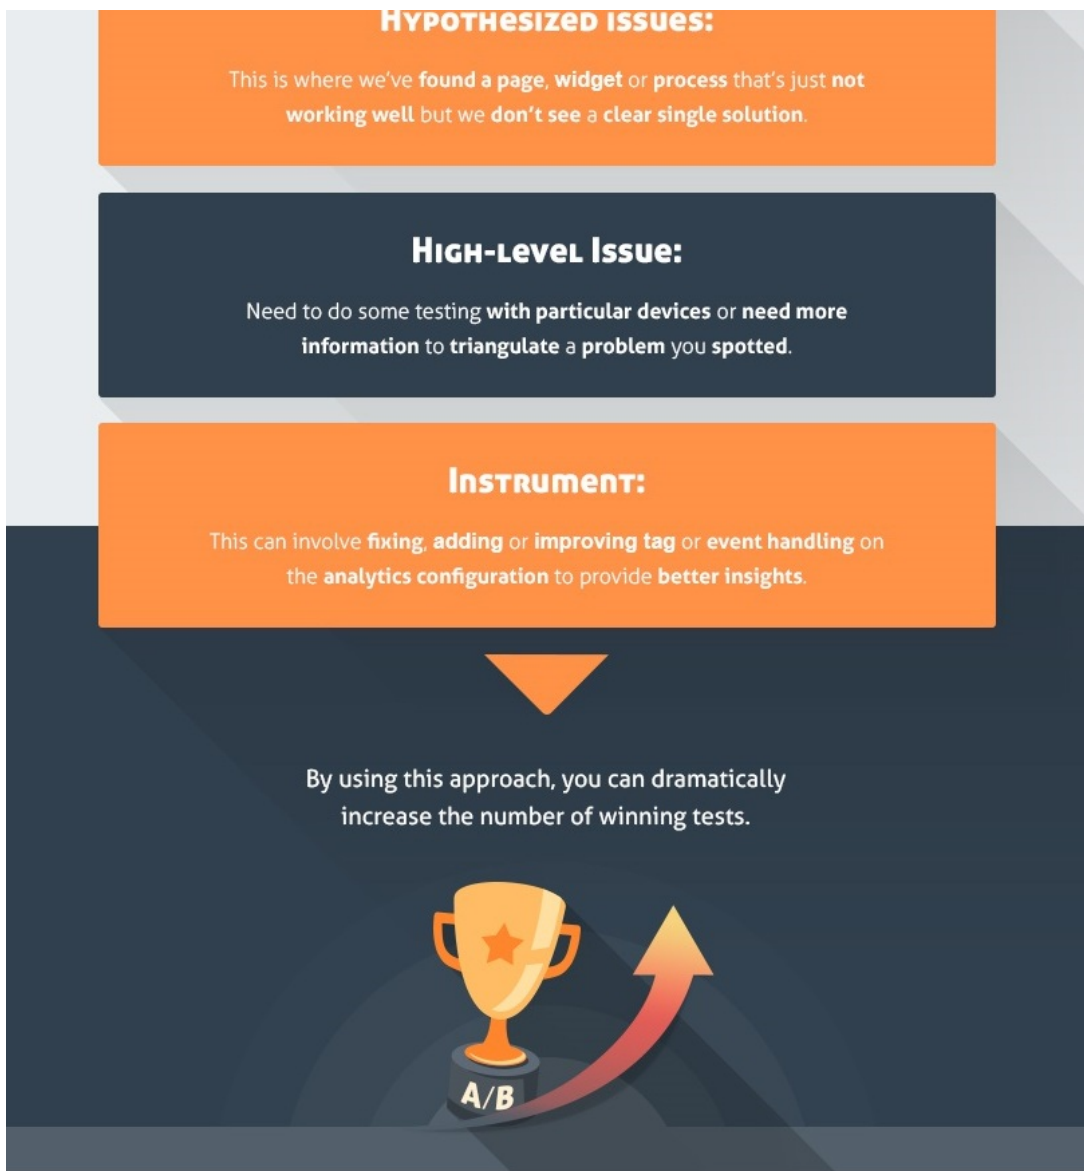 Hypothesized issues:
This is where we've found a page, widget or process that's just not
working well but we don't see a clear single solution.
High-level Issue:
Need to do some testing with particular devices or need more
information to triangulate a problem you spotted.
Instrument:
This can involve fixing, adding or improving tag or event handling on
the analytics configuration to provide better insights.
By using this approach, you can dramatically
increase the number of winning tests.
A/B